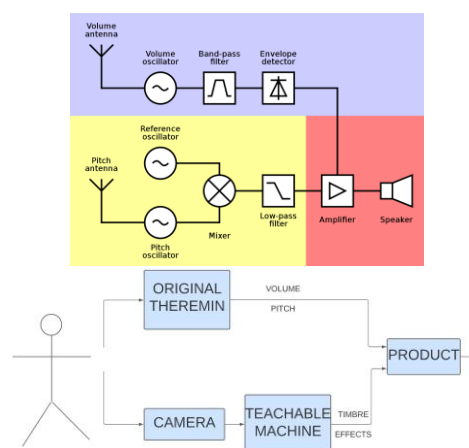 Volume
antenna
Volume
oscillator
Band-pass
filter
Envelope
detector
Reference
oscillator
Pitch
antenna
Pitch
oscillator
Mixer
Low-pass
filter
Amplifier
Speaker
ORIGINAL
THEREMIN
VOLUME
PITCH
PRODUCT
CAMERA
TEACHABLE
MACHINE
TIMBRE
EFFECTS